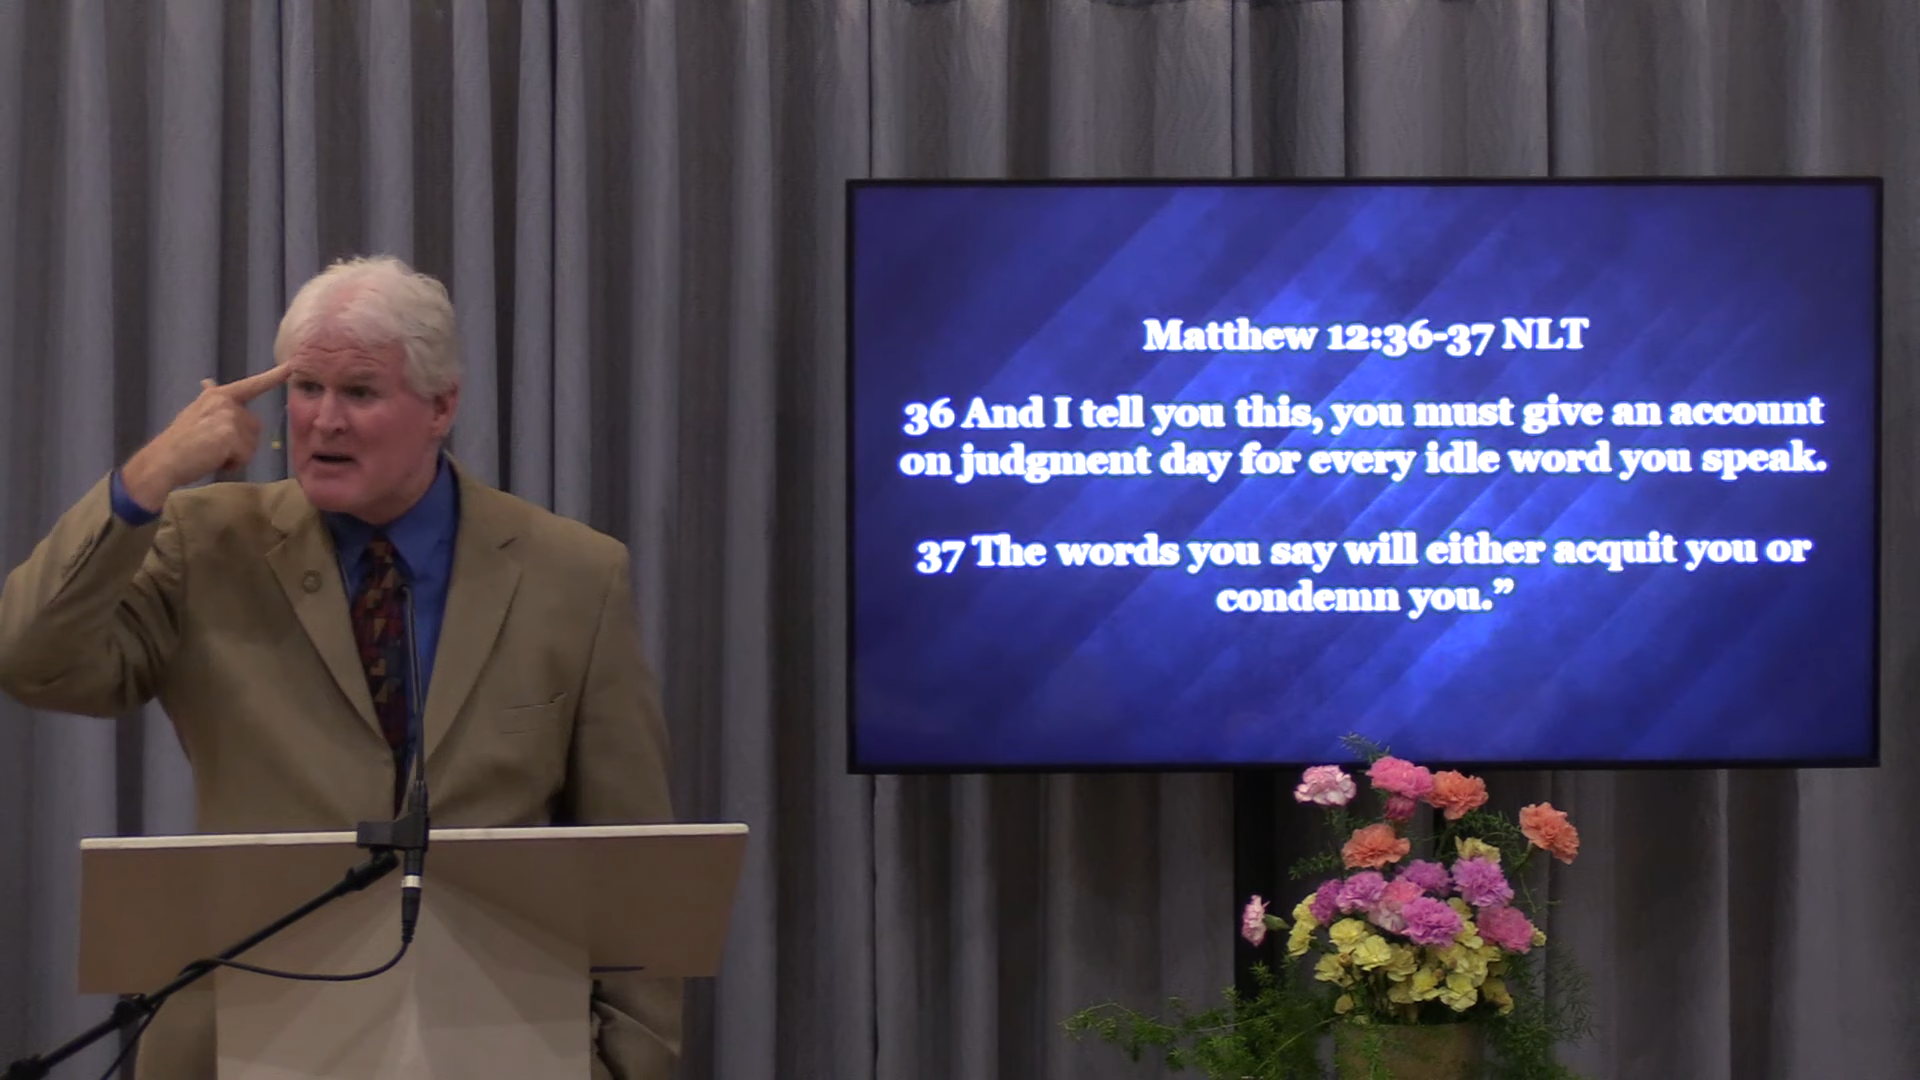 Matthew 12:36-37 NLT
36 And I tell you this, you must give an account
on judgment day for every idle word you speak.
37 The words you say will either acquit you or
condemn you.”